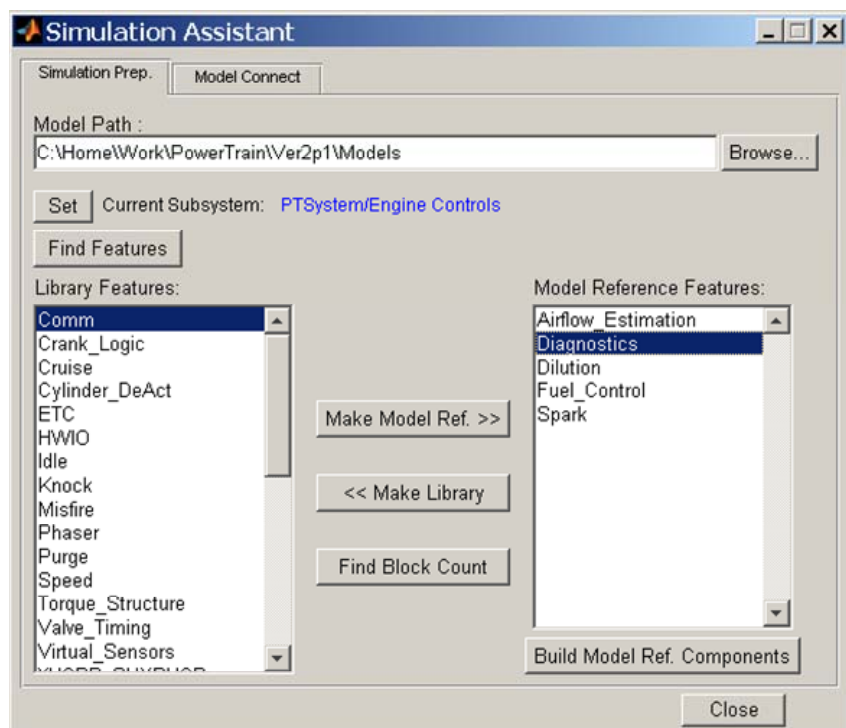 Simulation Assistant
Simulation Prep.
Model Connect
Model Path :
C:\Home\Work\PowerTrain\Ver2p1\Models
Browse...
Set
Current Subsystem:
PTSystem/Engine Controls
Find Features
Library Features:
Comm
Crank_Logic
Cruise
Cylinder_DeAct
ETC
HWIO
Idle
Knock
Misfire
Phaser
Purge
Speed
Torque_Structure
Valve_Timing
Virtual_Sensors
Make Model Ref. >>
<< Make Library
Find Block Count
Model Reference Features:
Airflow_Estimation
Diagnostics
Dilution
Fuel_Control
Spark
Build Model Ref. Components
Close